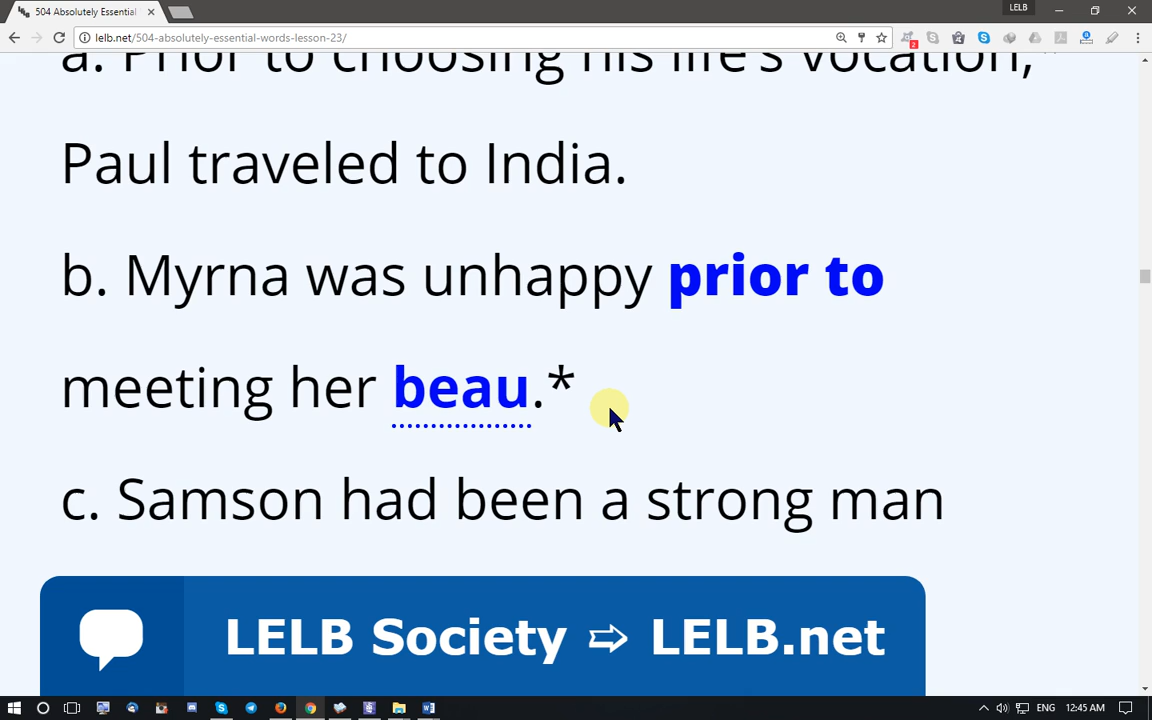 504 Absolutely Essential
LELB
lelb.net/504-absolutely-essential-words-lesson-23/
2
a. Prior to choosing his life's vocation,*
Paul traveled to India.
b. Myrna was unhappy prior to
meeting her beau.*
c. Samson had been a strong man
LELB Society ⇨ LELB.net
ENG 12:45 AM